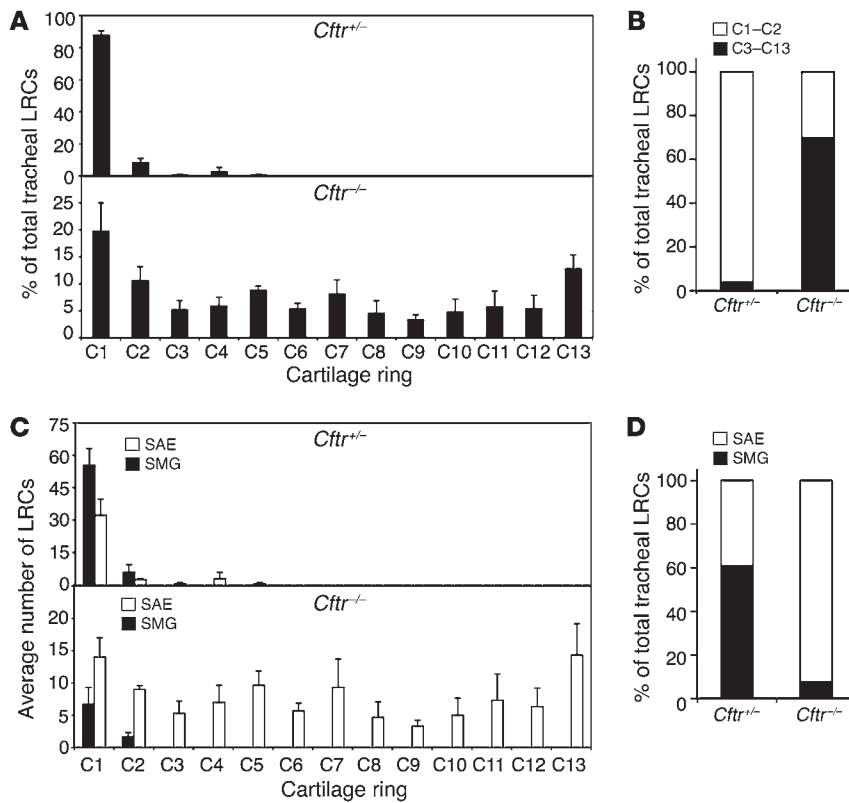 A
Cftr+/–
% of total tracheal LRCs
100
80
60
40
20
0
Cftr–/–
25
20
15
10
5
0
C1 C2 C3 C4 C5 C6 C7 C8 C9 C10 C11 C12 C13
Cartilage ring
B
C1–C2
C3–C13
% of total tracheal LRCs
100
80
60
40
20
0
Cftr+/– Cftr–/–
C
Cftr+/–
SAE
SMG
Average number of LRCs
75
60
45
30
15
0
Cftr–/–
SAE
SMG
20
15
10
5
0
C1 C2 C3 C4 C5 C6 C7 C8 C9 C10 C11 C12 C13
Cartilage ring
D
SAE
SMG
% of total tracheal LRCs
100
80
60
40
20
0
Cftr+/– Cftr–/–